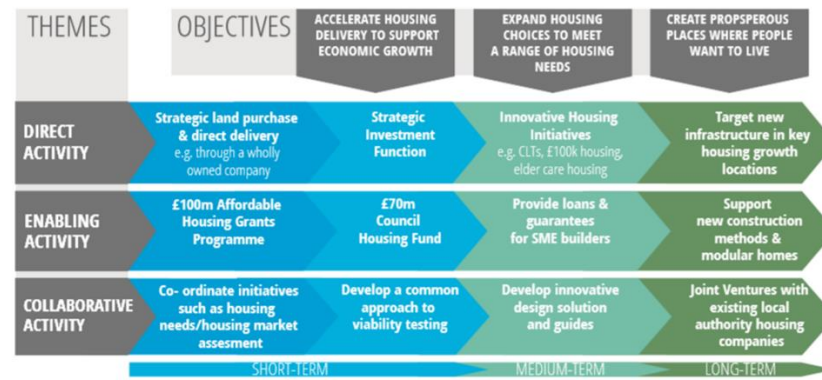 THEMES
OBJECTIVES
ACCELERATE HOUSING
DELIVERY TO SUPPORT
ECONOMIC GROWTH
EXPAND HOUSING
CHOICES TO MEET
A RANGE OF HOUSING
NEEDS
CREATE PROPSPEROUS
PLACES WHERE PEOPLE
WANT TO LIVE
DIRECT
ACTIVITY
Strategic land purchase
& direct delivery
e.g. through a wholly
owned company
Strategic
Investment
Function
Innovative Housing
Initiatives
e.g. CLTs, £100k housing,
elder care housing
Target new
infrastructure in key
housing growth
locations
ENABLING
ACTIVITY
£100m Affordable
Housing Grants
Programme
£70m
Council
Housing Fund
Provide loans &
guarantees
for SME builders
Support
new construction
methods &
modular homes
COLLABORATIVE
ACTIVITY
Co- ordinate initiatives
such as housing
needs/housing market
assesment
Develop a common
approach to
viability testing
Develop innovative
design solution
and guides
Joint Ventures with
existing local
authority housing
companies
SHORT-TERM
MEDIUM-TERM
LONG-TERM